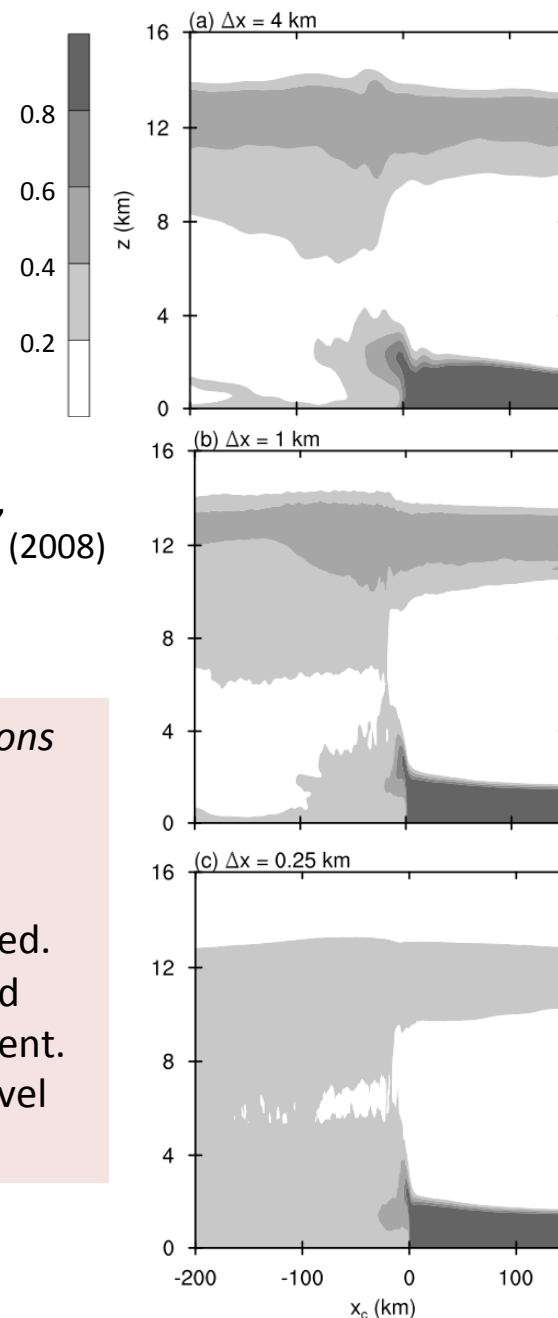 (a) Δx = 4 km
16
12
8
4
0
z (km)
0.8
0.6
0.4
0.2
(b) Δx = 1 km
16
12
8
4
0
(2008)
ons
ed.
d
ent.
vel
(c) Δx = 0.25 km
16
12
8
4
0
-200
-100
0
100
x_c (km)